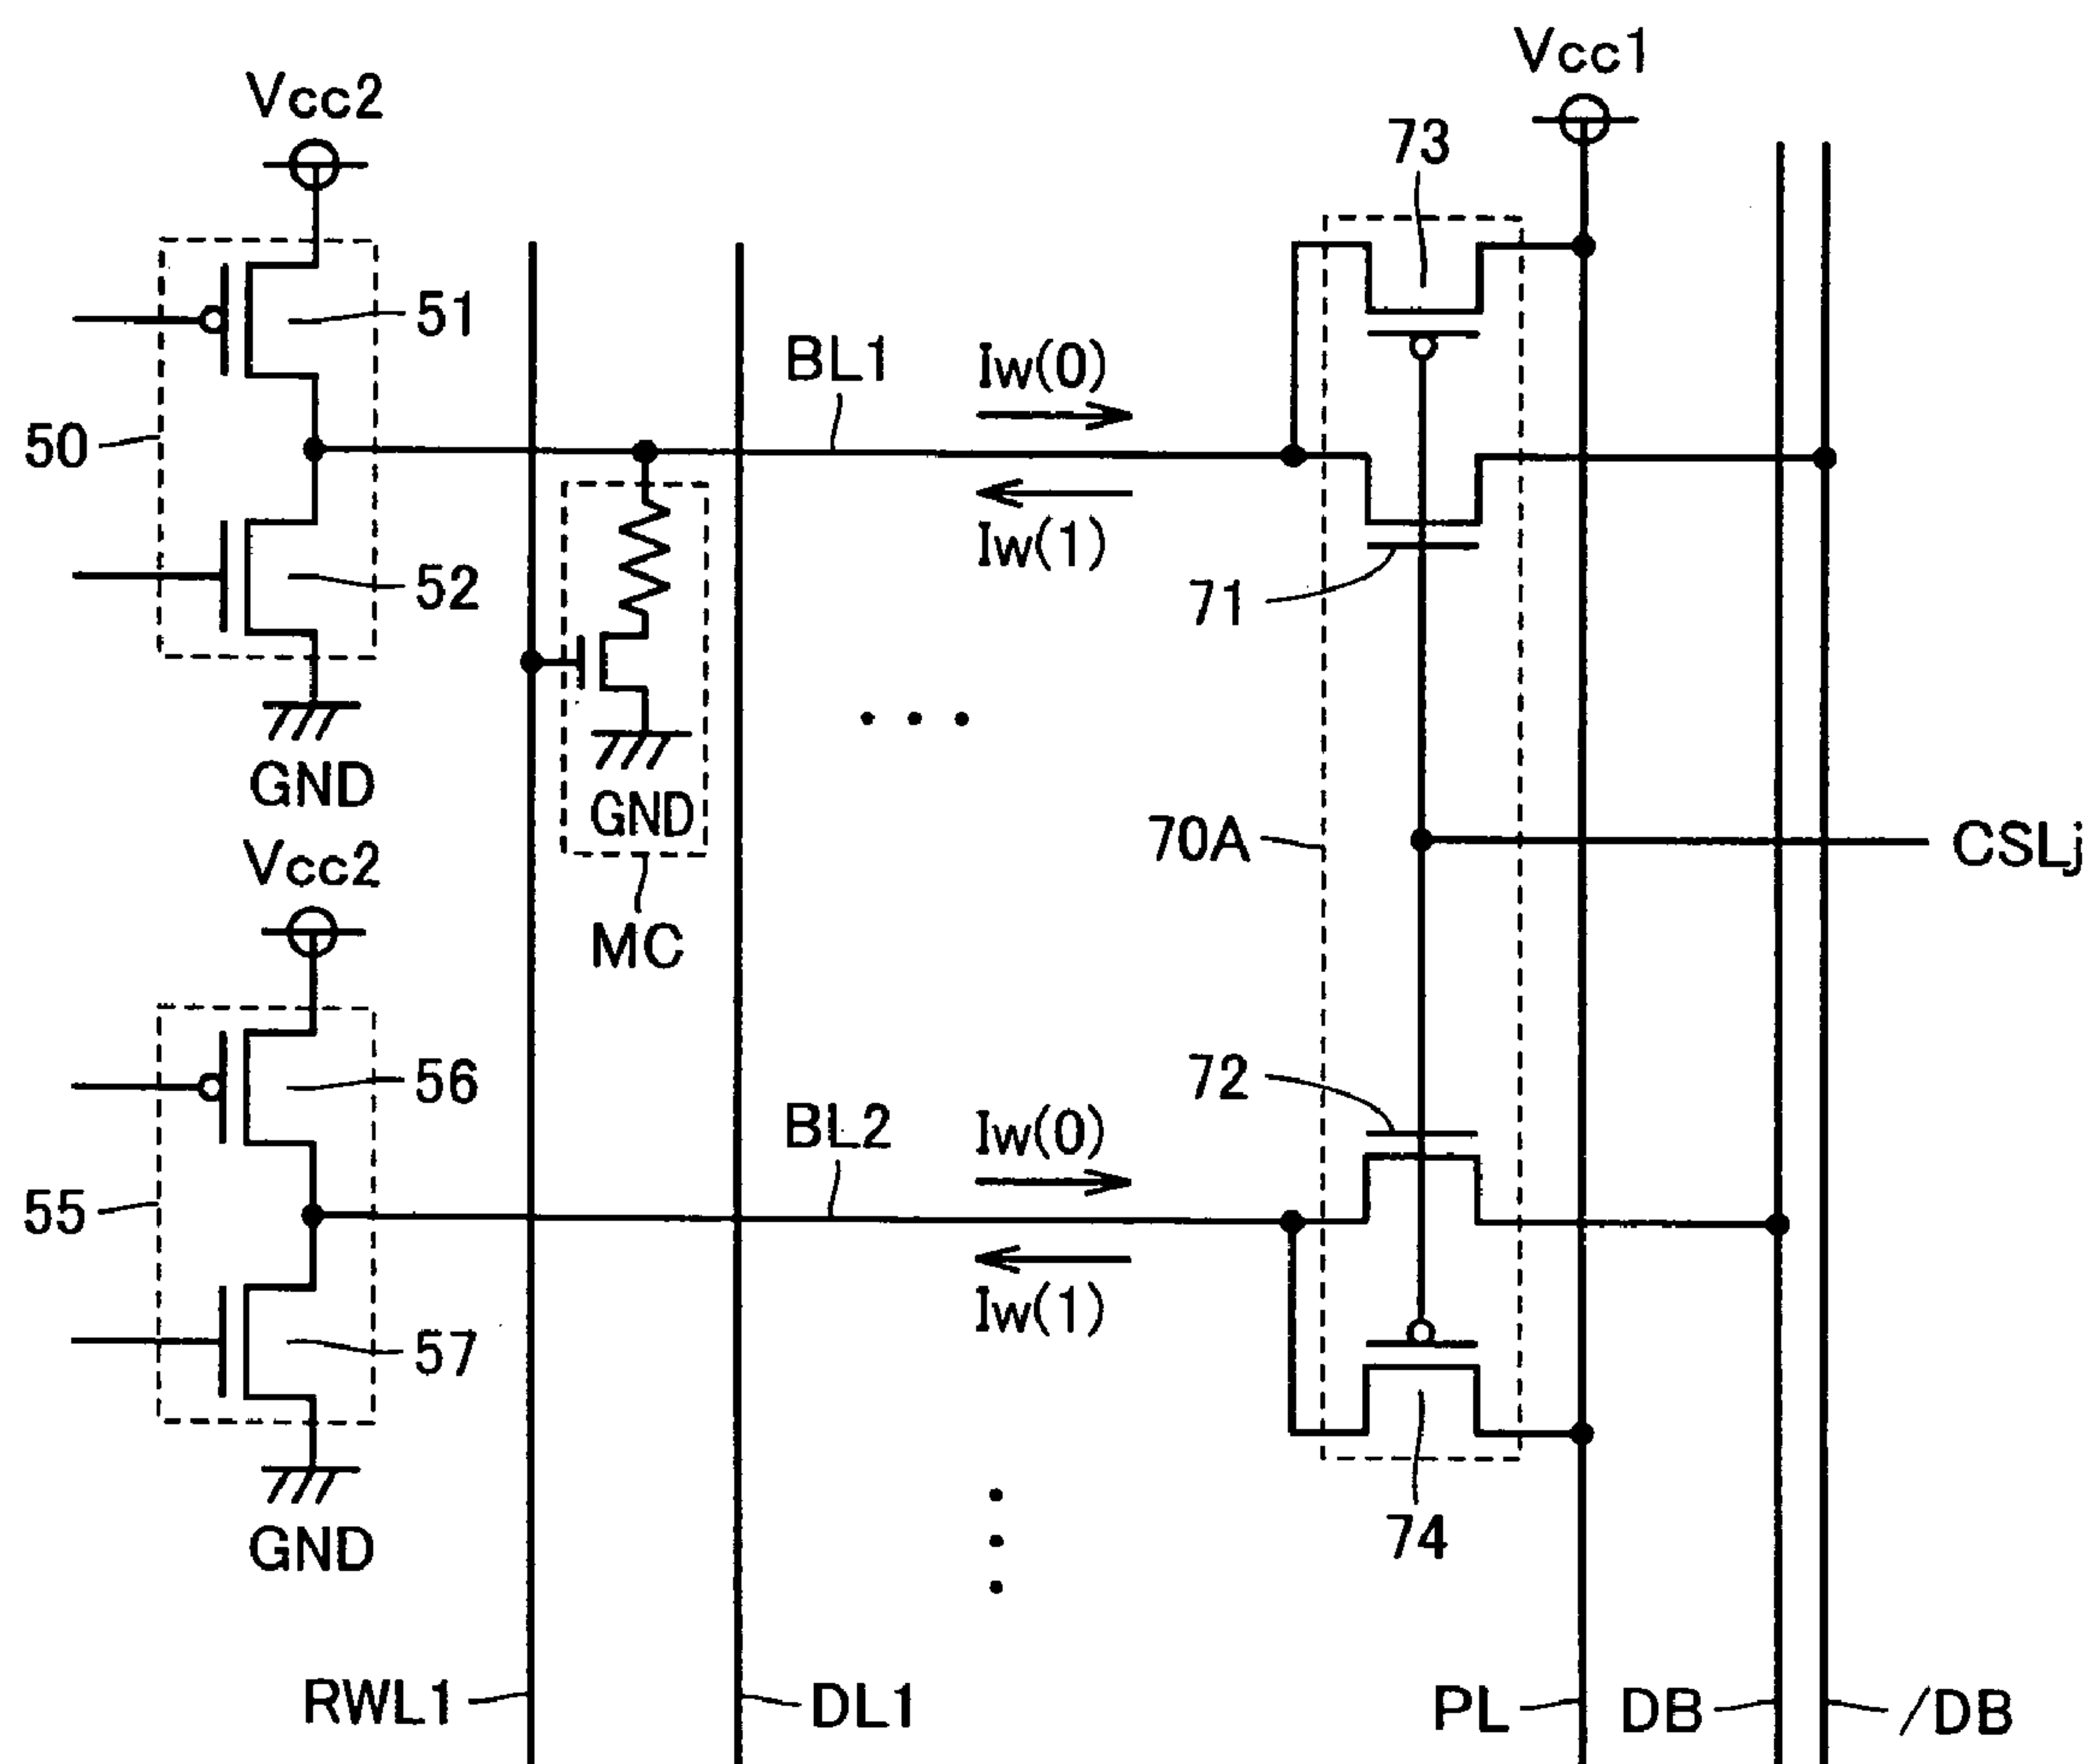 Vcc1
Vcc2
73
51
BL1
Iw(0)
50
Iw(1)
52
71
GND
GND
70A
CSLj
Vcc2
MC
72
56
BL2
Iw(0)
55
Iw(1)
57
74
GND
RWL1
DL1
PL
DB
/DB